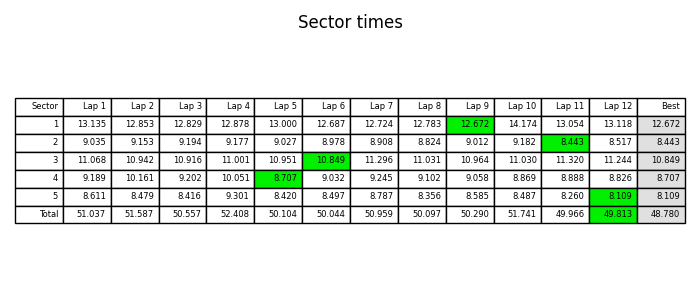 Sector times
Sector Lap 1 Lap 2 Lap 3 Lap 4 Lap 5 Lap 6 Lap 7 Lap 8 Lap 9 Lap 10 Lap 11 Lap 12 Best
1 13.135 12.853 12.829 12.878 13.000 12.687 12.724 12.783 12.672 14.174 13.054 13.118 12.672
2 9.035 9.153 9.194 9.177 9.027 8.978 8.908 8.824 9.012 9.182 8.443 8.517 8.443
3 11.068 10.942 10.916 11.001 10.951 10.849 11.296 11.031 10.964 11.030 11.320 11.244 10.849
4 9.189 10.161 9.202 10.051 8.707 9.032 9.245 9.102 9.058 8.869 8.888 8.826 8.707
5 8.611 8.479 8.416 9.301 8.420 8.497 8.787 8.356 8.585 8.487 8.260 8.109 8.109
Total 51.037 51.587 50.557 52.408 50.104 50.044 50.959 50.097 50.290 51.741 49.966 49.813 48.780